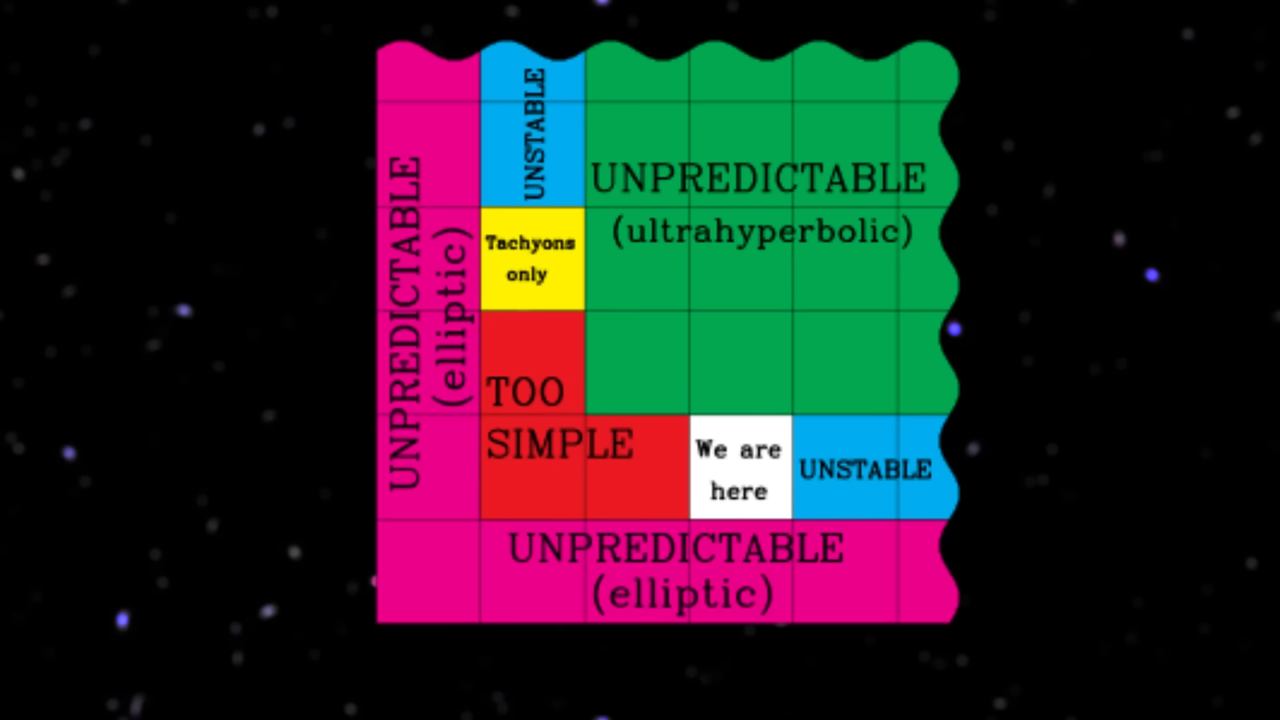 UNSTABLE
UNPREDICTABLE
(ultrahyperbolic)
UNPREDICTABLE
(elliptic)
Tachyons
only
TOO
SIMPLE
We are
here
UNSTABLE
UNPREDICTABLE
(elliptic)